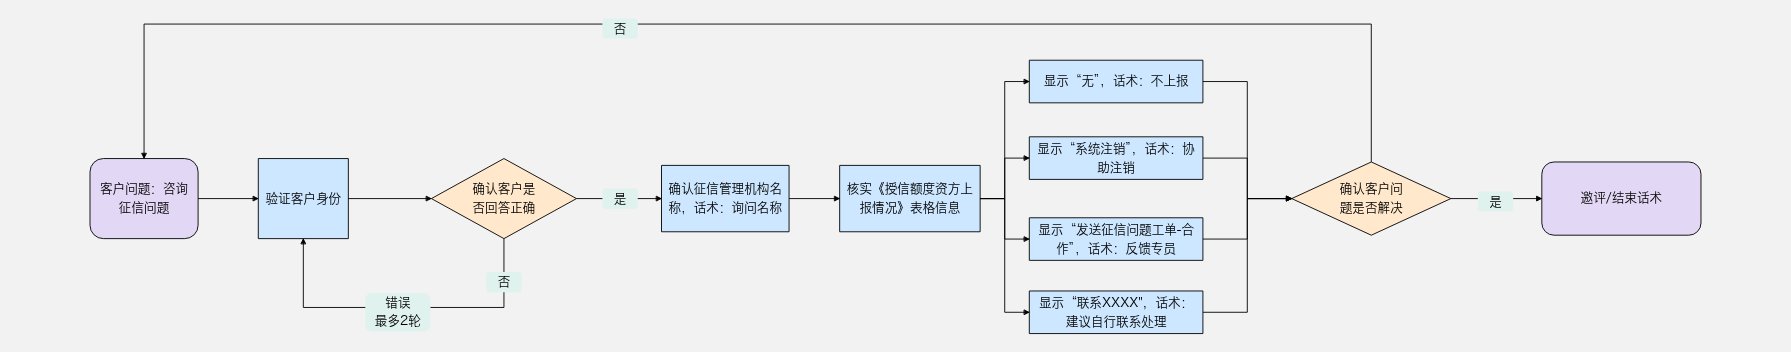 否
客户问题：咨询
征信问题
验证客户身份
确认客户是
否回答正确
是
否
错误
最多2轮
确认征信管理机构名
称，话术：询问名称
核实《授信额度资方上
报情况》表格信息
显示“无”，话术：不上报
显示“系统注销”，话术：协
助注销
显示“发送征信问题工单-合
作”，话术：反馈专员
显示“联系XXXX"，话术：
建议自行联系处理
确认客户问
题是否解决
是
邀评/结束话术